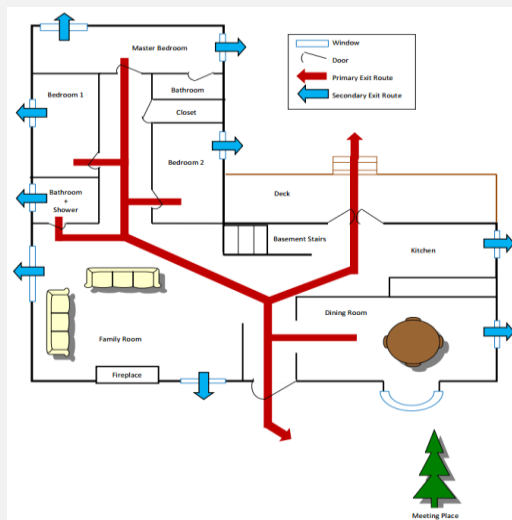 Window
Door
Primary Exit Route
Secondary Exit Route
Master Bedroom
Bedroom 1
Bathroom
Closet
Bedroom 2
Bathroom
+
Shower
Deck
Basement Stairs
Kitchen
Dining Room
Family Room
Fireplace
Meeting Place